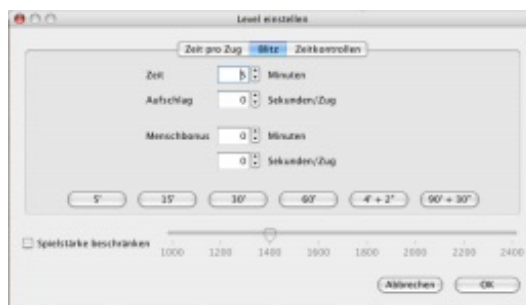 Level einstellen
Zeit pro Zug Blitz Zeitkontrollen
Zeit 5 Minuten
Aufschlag 0 Sekunden/Zug
Menschbonus 0 Minuten
0 Sekunden/Zug
5' 15' 30' 60' 4' + 2" 90' + 30"
Spielstärke beschränken
1000 1200 1400 1600 1800 2000 2200 2400
Abbrechen OK